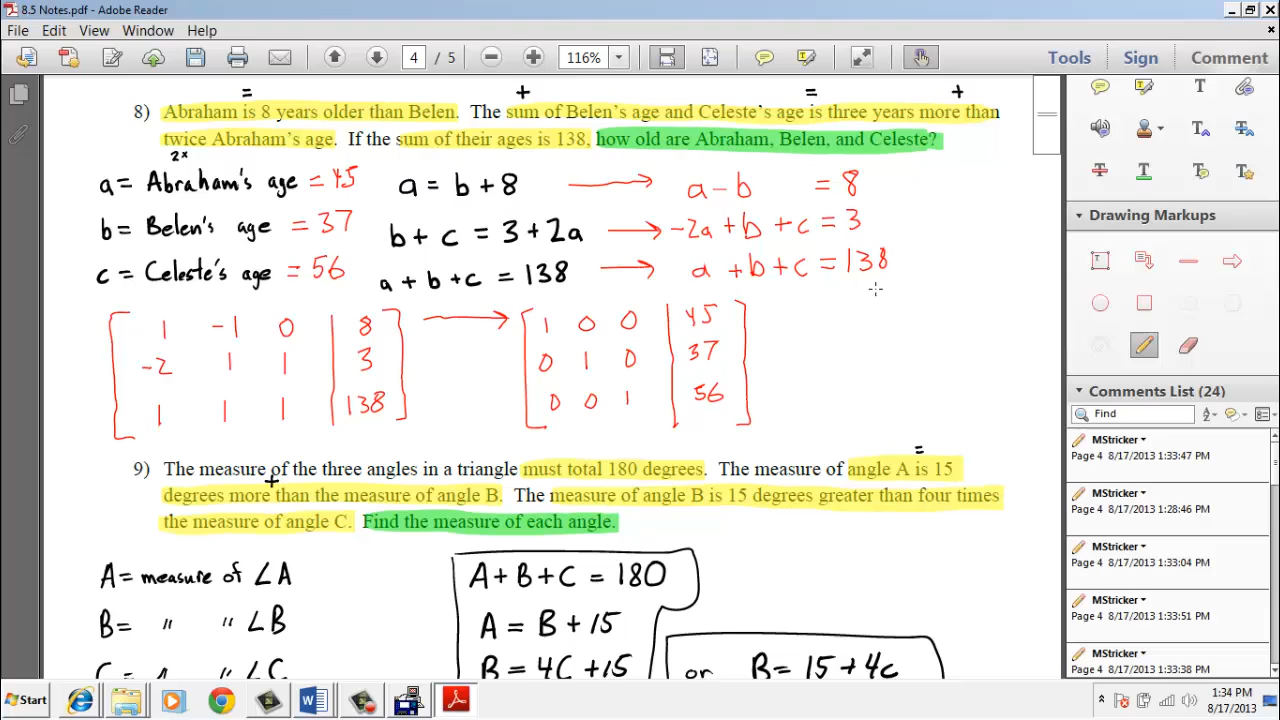 8.5 Notes.pdf - Adobe Reader
File Edit View Window Help
4 / 5 116% Tools Sign Comment
= + = +
8) Abraham is 8 years older than Belen. The sum of Belen's age and Celeste's age is three years more than
twice Abraham's age. If the sum of their ages is 138, how old are Abraham, Belen, and Celeste?
2x
a = Abraham's age = 45 a = b + 8 → a - b = 8
b = Belen's age = 37 b + c = 3 + 2a → -2a + b + c = 3
c = Celeste's age = 56 a + b + c = 138 → a + b + c = 138
1 -1 0 | 8 → 1 0 0 | 45
-2 1 1 | 3 0 1 0 | 37
1 1 1 | 138 0 0 1 | 56
=
9) The measure of the three angles in a triangle must total 180 degrees. The measure of angle A is 15
+
degrees more than the measure of angle B. The measure of angle B is 15 degrees greater than four times
the measure of angle C. Find the measure of each angle.
A = measure of ∠A A + B + C = 180
B = " " ∠B A = B + 15
C = " " ∠C B = 4C + 15 or B = 15 + 4c
Drawing Markups
Comments List (24)
Find
MStricker
Page 4 8/17/2013 1:33:47 PM
MStricker
Page 4 8/17/2013 1:28:46 PM
MStricker
Page 4 8/17/2013 1:33:04 PM
MStricker
Page 4 8/17/2013 1:33:51 PM
MStricker
Page 4 8/17/2013 1:33:38 PM
Start
1:34 PM
8/17/2013